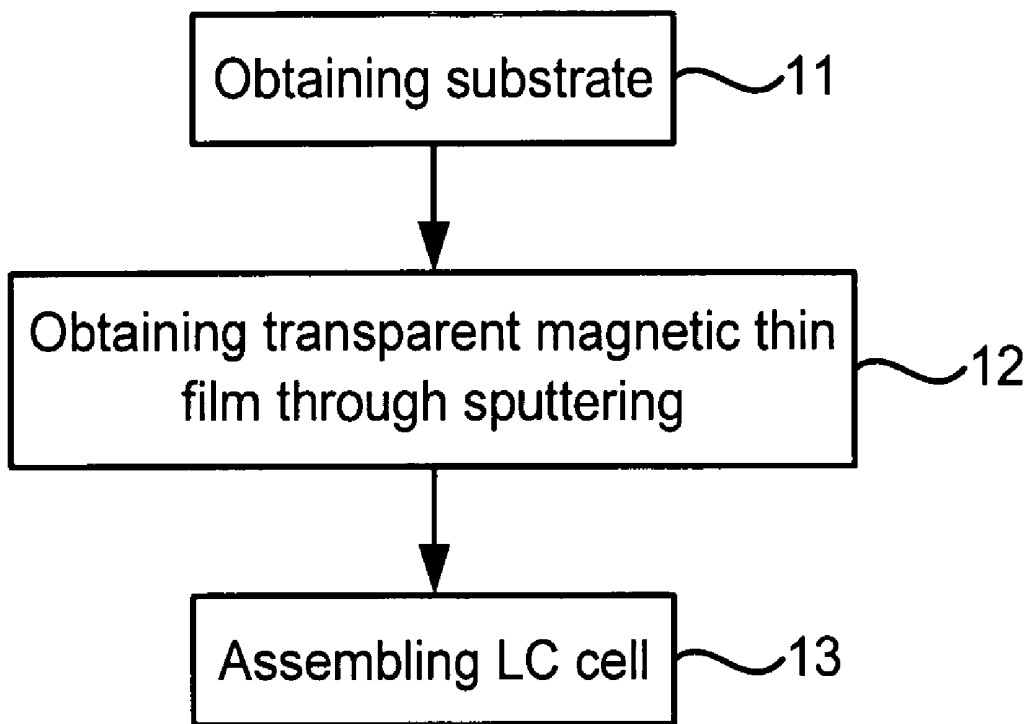 Obtaining substrate
11
Obtaining transparent magnetic thin
film through sputtering
12
Assembling LC cell
13